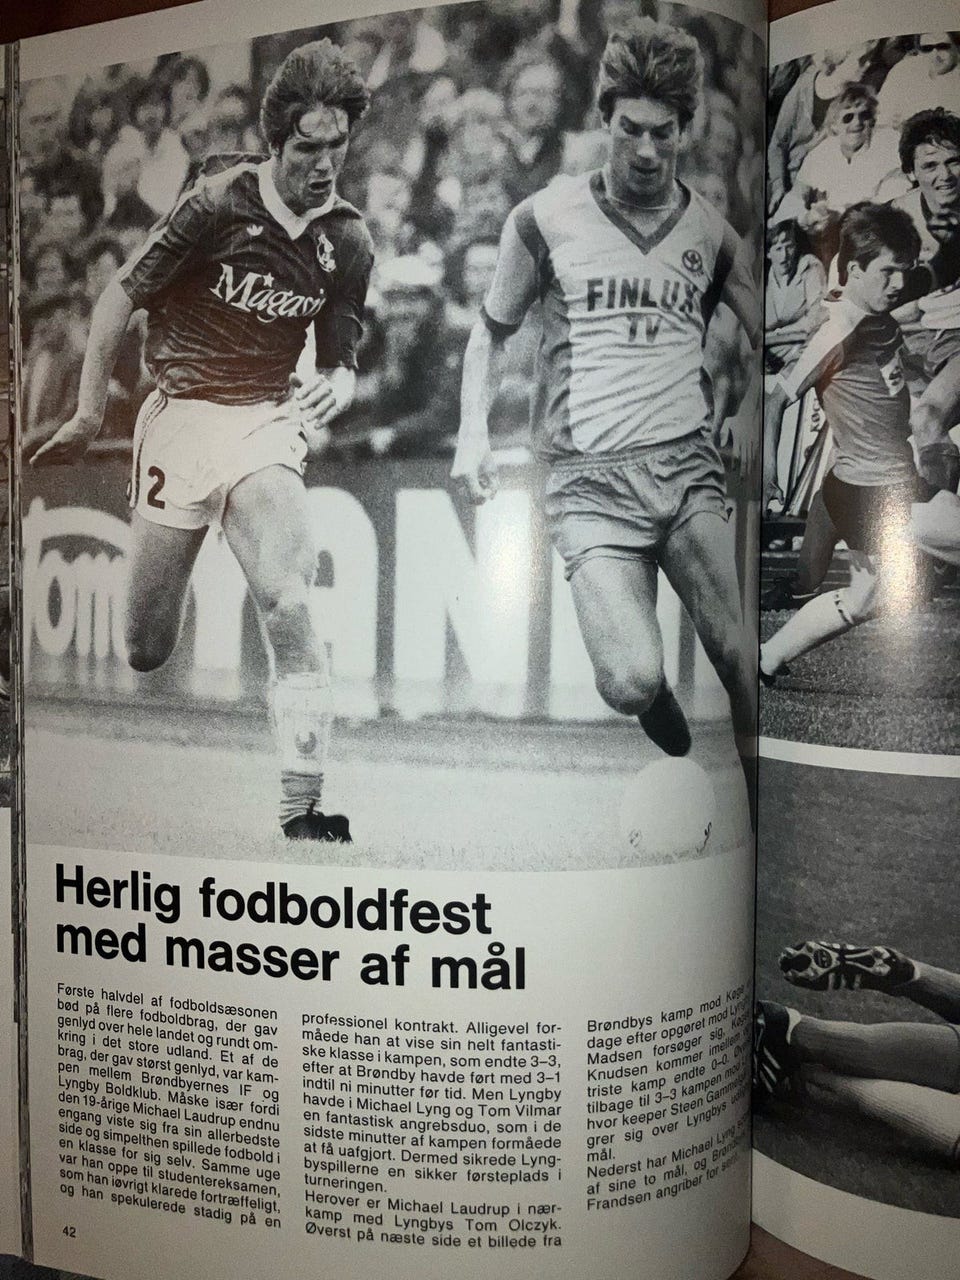 Magasin
2
FINLUX
TV
Herlig fodboldfest
med masser af mål
Første halvdel af fodboldsæsonen
bød på flere fodboldbrag, der gav
genlyd over hele landet og rundt om-
kring i det store udland. Et af de
brag, der gav størst genlyd, var kam-
pen mellem Brøndbyernes IF og
Lyngby Boldklub. Måske især fordi
den 19-årige Michael Laudrup endnu
engang viste sig fra sin allerbedste
side og simpelthen spillede fodbold i
en klasse for sig selv. Samme uge
var han oppe til studentereksamen,
som han iøvrigt klarede fortræffeligt,
og han spekulerede stadig på en
professionel kontrakt. Alligevel for-
måede han at vise sin helt fantasti-
ske klasse i kampen, som endte 3–3,
efter at Brøndby havde ført med 3–1
indtil ni minutter før tid. Men Lyngby
havde i Michael Lyng og Tom Vilmar
en fantastisk angrebsduo, som i de
sidste minutter af kampen formåede
at få uafgjort. Dermed sikrede Lyng-
byspillerne en sikker førsteplads i
turneringen.
Herover er Michael Laudrup i nær-
kamp med Lyngbys Tom Olczyk.
Øverst på næste side et billede fra
Brøndbys kamp mod Køge
dage efter opgøret mod Lyngby
Madsen forsøger sig, Køges
Knudsen kommer imellem
triste kamp endte 0–0.
tilbage til 3–3 kampen mod
hvor keeper Steen
grer sig over Lyngbys
mål.
Nederst har Michael Lyng
af sine to mål, og
Frandsen angriber for
42